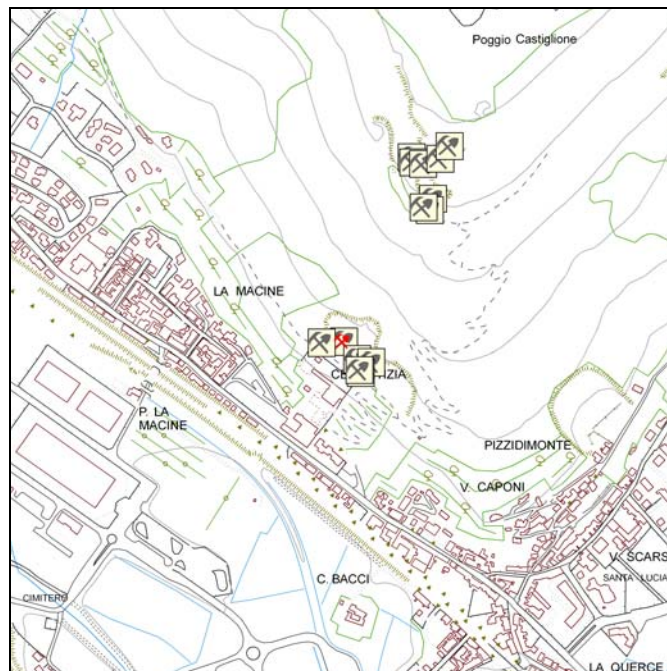 Poggio Castiglione
LA MACINE
P. LA
MACINE
PIZZIDIMONTE
V. CAPONI
V. SCARS
SANTA LUCIA
C. BACCI
CIMITERO
LA QUERCE